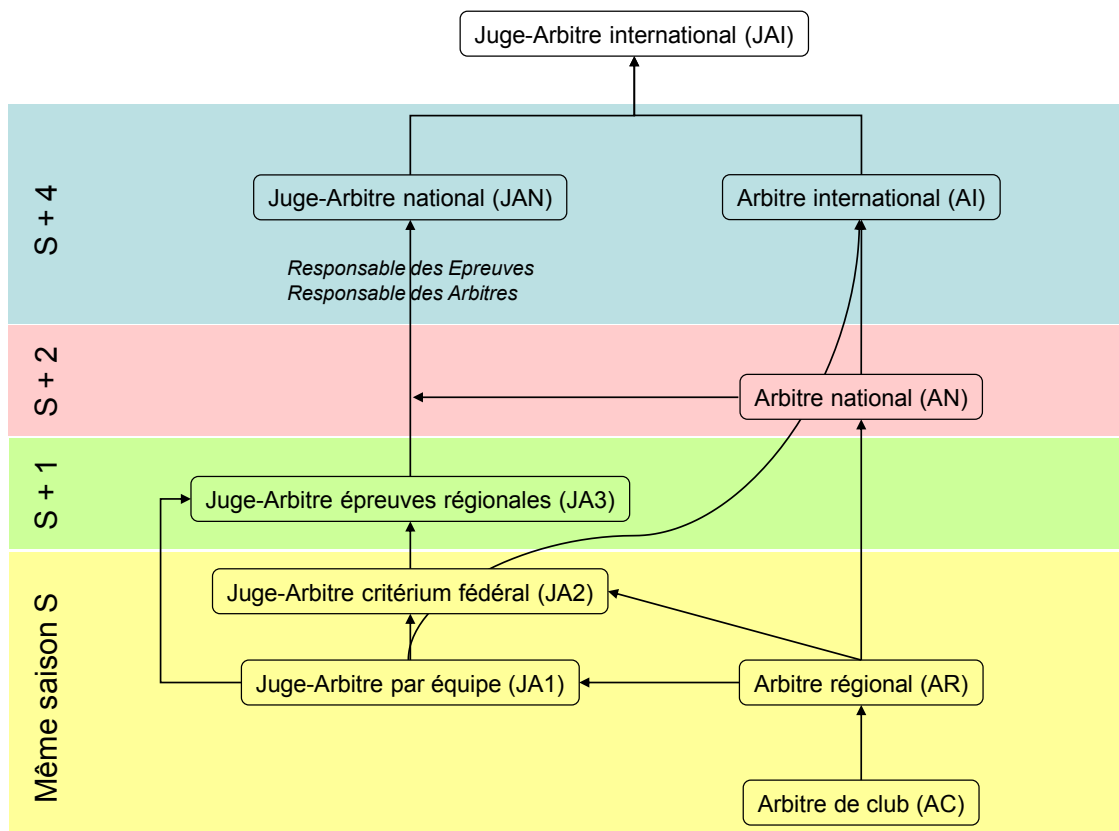 Juge-Arbitre international (JAI)
S + 4
Juge-Arbitre national (JAN)
Arbitre international (AI)
Responsable des Epreuves
Responsable des Arbitres
S + 2
Arbitre national (AN)
S + 1
Juge-Arbitre épreuves régionales (JA3)
Même saison S
Juge-Arbitre critérium fédéral (JA2)
Juge-Arbitre par équipe (JA1)
Arbitre régional (AR)
Arbitre de club (AC)